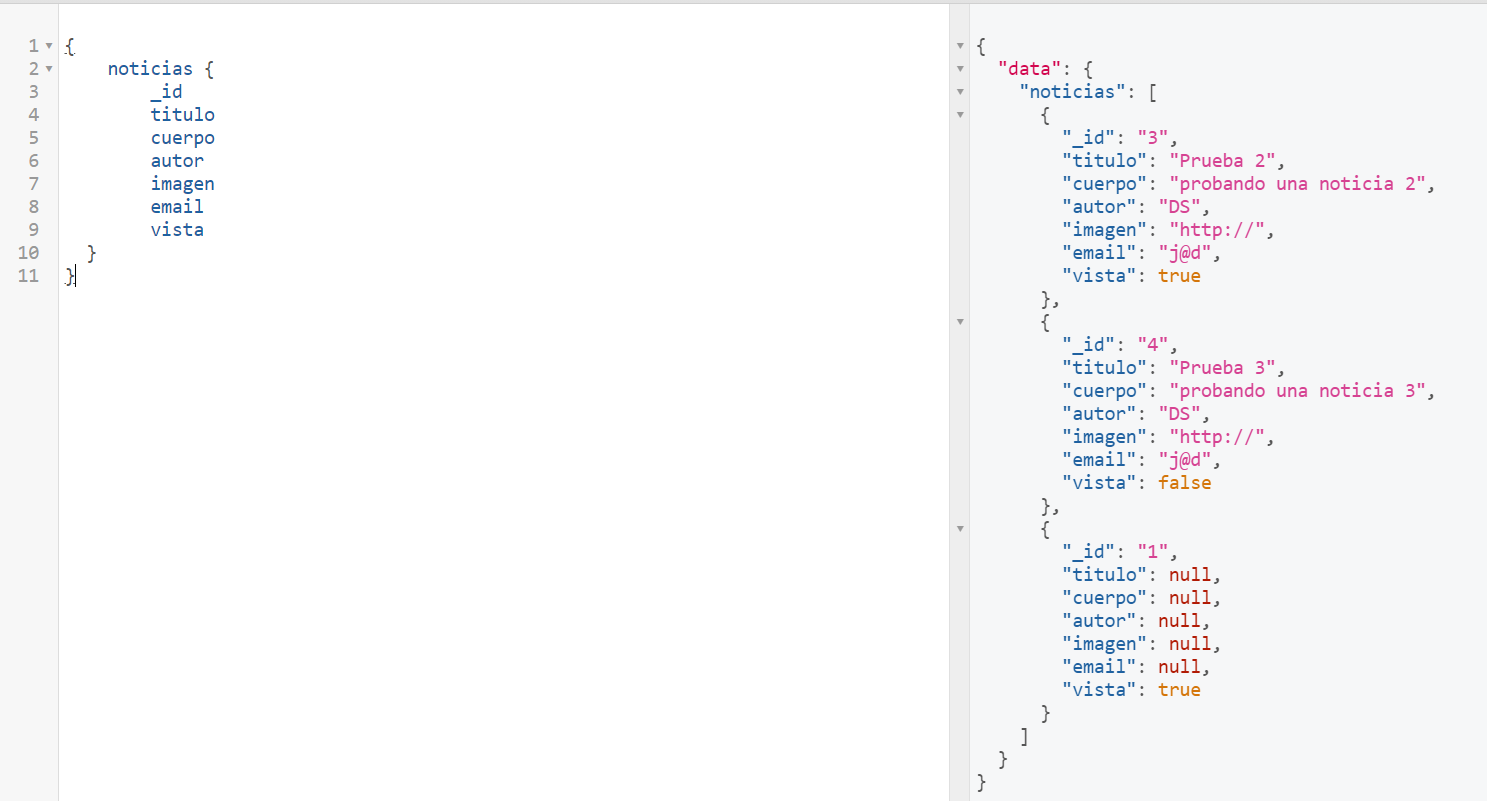 1 {
2 noticias {
3 _id
4 titulo
5 cuerpo
6 autor
7 imagen
8 email
9 vista
10 }
11 }
{
"data": {
"noticias": [
{
"_id": "3",
"titulo": "Prueba 2",
"cuerpo": "probando una noticia 2",
"autor": "DS",
"imagen": "http://",
"email": "j@d",
"vista": true
},
{
"_id": "4",
"titulo": "Prueba 3",
"cuerpo": "probando una noticia 3",
"autor": "DS",
"imagen": "http://",
"email": "j@d",
"vista": false
},
{
"_id": "1",
"titulo": null,
"cuerpo": null,
"autor": null,
"imagen": null,
"email": null,
"vista": true
}
]
}
}